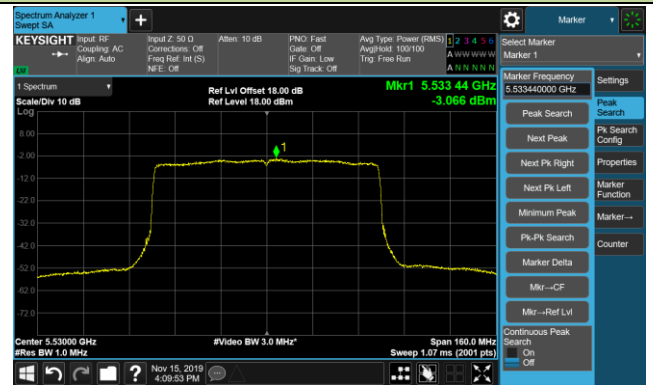 Spectrum Analyzer 1
Swept SA
Marker
KEYSIGHT Input: RF
Coupling: AC
Align: Auto
Input Z: 50 Ω
Corrections: Off
Freq Ref: Int (S)
NFE: Off
Atten: 10 dB
PNO: Fast
Gate: Off
IF Gain: Low
Sig Track: Off
Avg Type: Power (RMS)
Avg|Hold: 100/100
Trig: Free Run
1 2 3 4 5 6
A W W W W W
A N N N N N
Select Marker
Marker 1
1 Spectrum
Scale/Div 10 dB
Ref Lvl Offset 18.00 dB
Ref Level 18.00 dBm
Mkr1 5.533 44 GHz
-3.066 dBm
Log
8.00
-2.00
-12.0
-22.0
-32.0
-42.0
-52.0
-62.0
-72.0
1
Center 5.53000 GHz
#Res BW 1.0 MHz
#Video BW 3.0 MHz*
Span 160.0 MHz
Sweep 1.07 ms (2001 pts)
Marker Frequency
5.533440000 GHz
Peak Search
Next Peak
Next Pk Right
Next Pk Left
Minimum Peak
Pk-Pk Search
Marker Delta
Mkr→CF
Mkr→Ref Lvl
Continuous Peak
Search
On
Off
Settings
Peak
Search
Pk Search
Config
Properties
Marker
Function
Marker→
Counter
?
Nov 15, 2019
4:09:53 PM